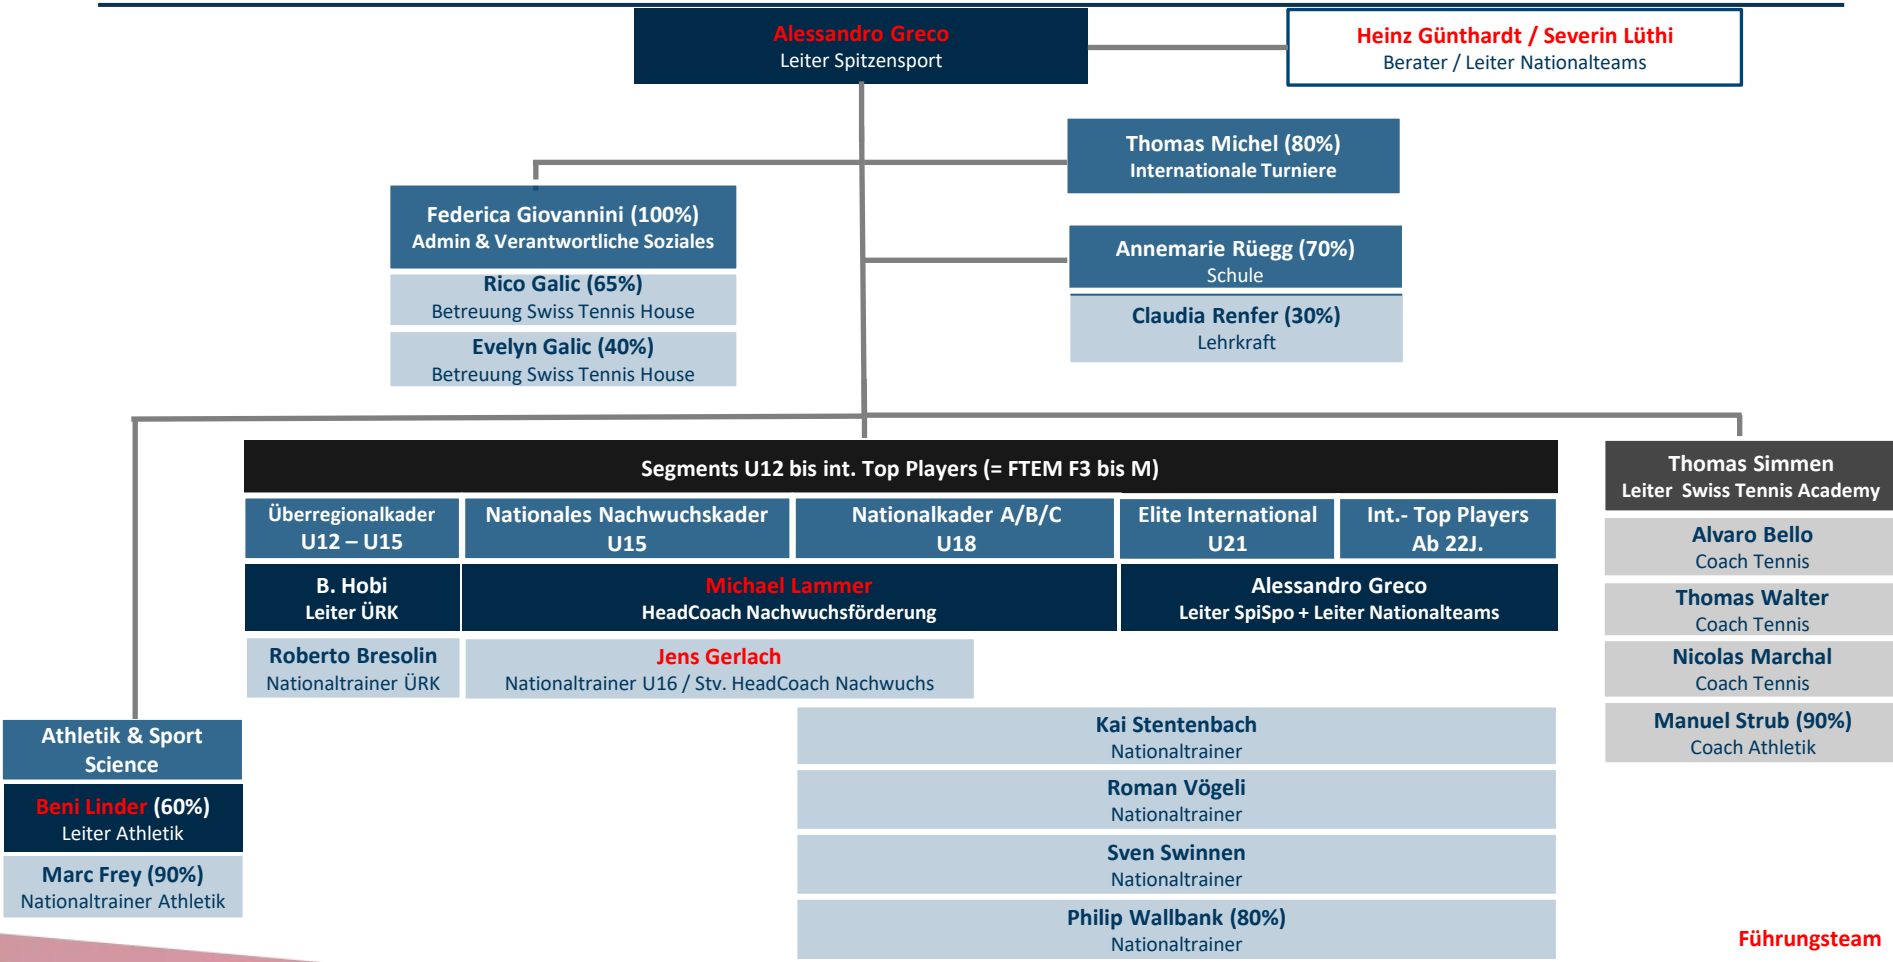 Alessandro Greco
Leiter Spitzensport
Heinz Günthardt / Severin Lüthi
Berater / Leiter Nationalteams
Thomas Michel (80%)
Internationale Turniere
Federica Giovannini (100%)
Admin & Verantwortliche Soziales
Rico Galic (65%)
Betreuung Swiss Tennis House
Evelyn Galic (40%)
Betreuung Swiss Tennis House
Annemarie Rüegg (70%)
Schule
Claudia Renfer (30%)
Lehrkraft
Segments U12 bis int. Top Players (= FTEM F3 bis M)
Überregionalkader
U12 – U15
Nationales Nachwuchskader
U15
Nationalkader A/B/C
U18
Elite International
U21
Int.- Top Players
Ab 22J.
B. Hobi
Leiter ÜRK
Michael Lammer
HeadCoach Nachwuchsförderung
Alessandro Greco
Leiter SpiSpo + Leiter Nationalteams
Roberto Bresolin
Nationaltrainer ÜRK
Jens Gerlach
Nationaltrainer U16 / Stv. HeadCoach Nachwuchs
Kai Stentenbach
Nationaltrainer
Roman Vögeli
Nationaltrainer
Sven Swinnen
Nationaltrainer
Philip Wallbank (80%)
Nationaltrainer
Thomas Simmen
Leiter Swiss Tennis Academy
Alvaro Bello
Coach Tennis
Thomas Walter
Coach Tennis
Nicolas Marchal
Coach Tennis
Manuel Strub (90%)
Coach Athletik
Athletik & Sport
Science
Beni Linder (60%)
Leiter Athletik
Marc Frey (90%)
Nationaltrainer Athletik
Führungsteam